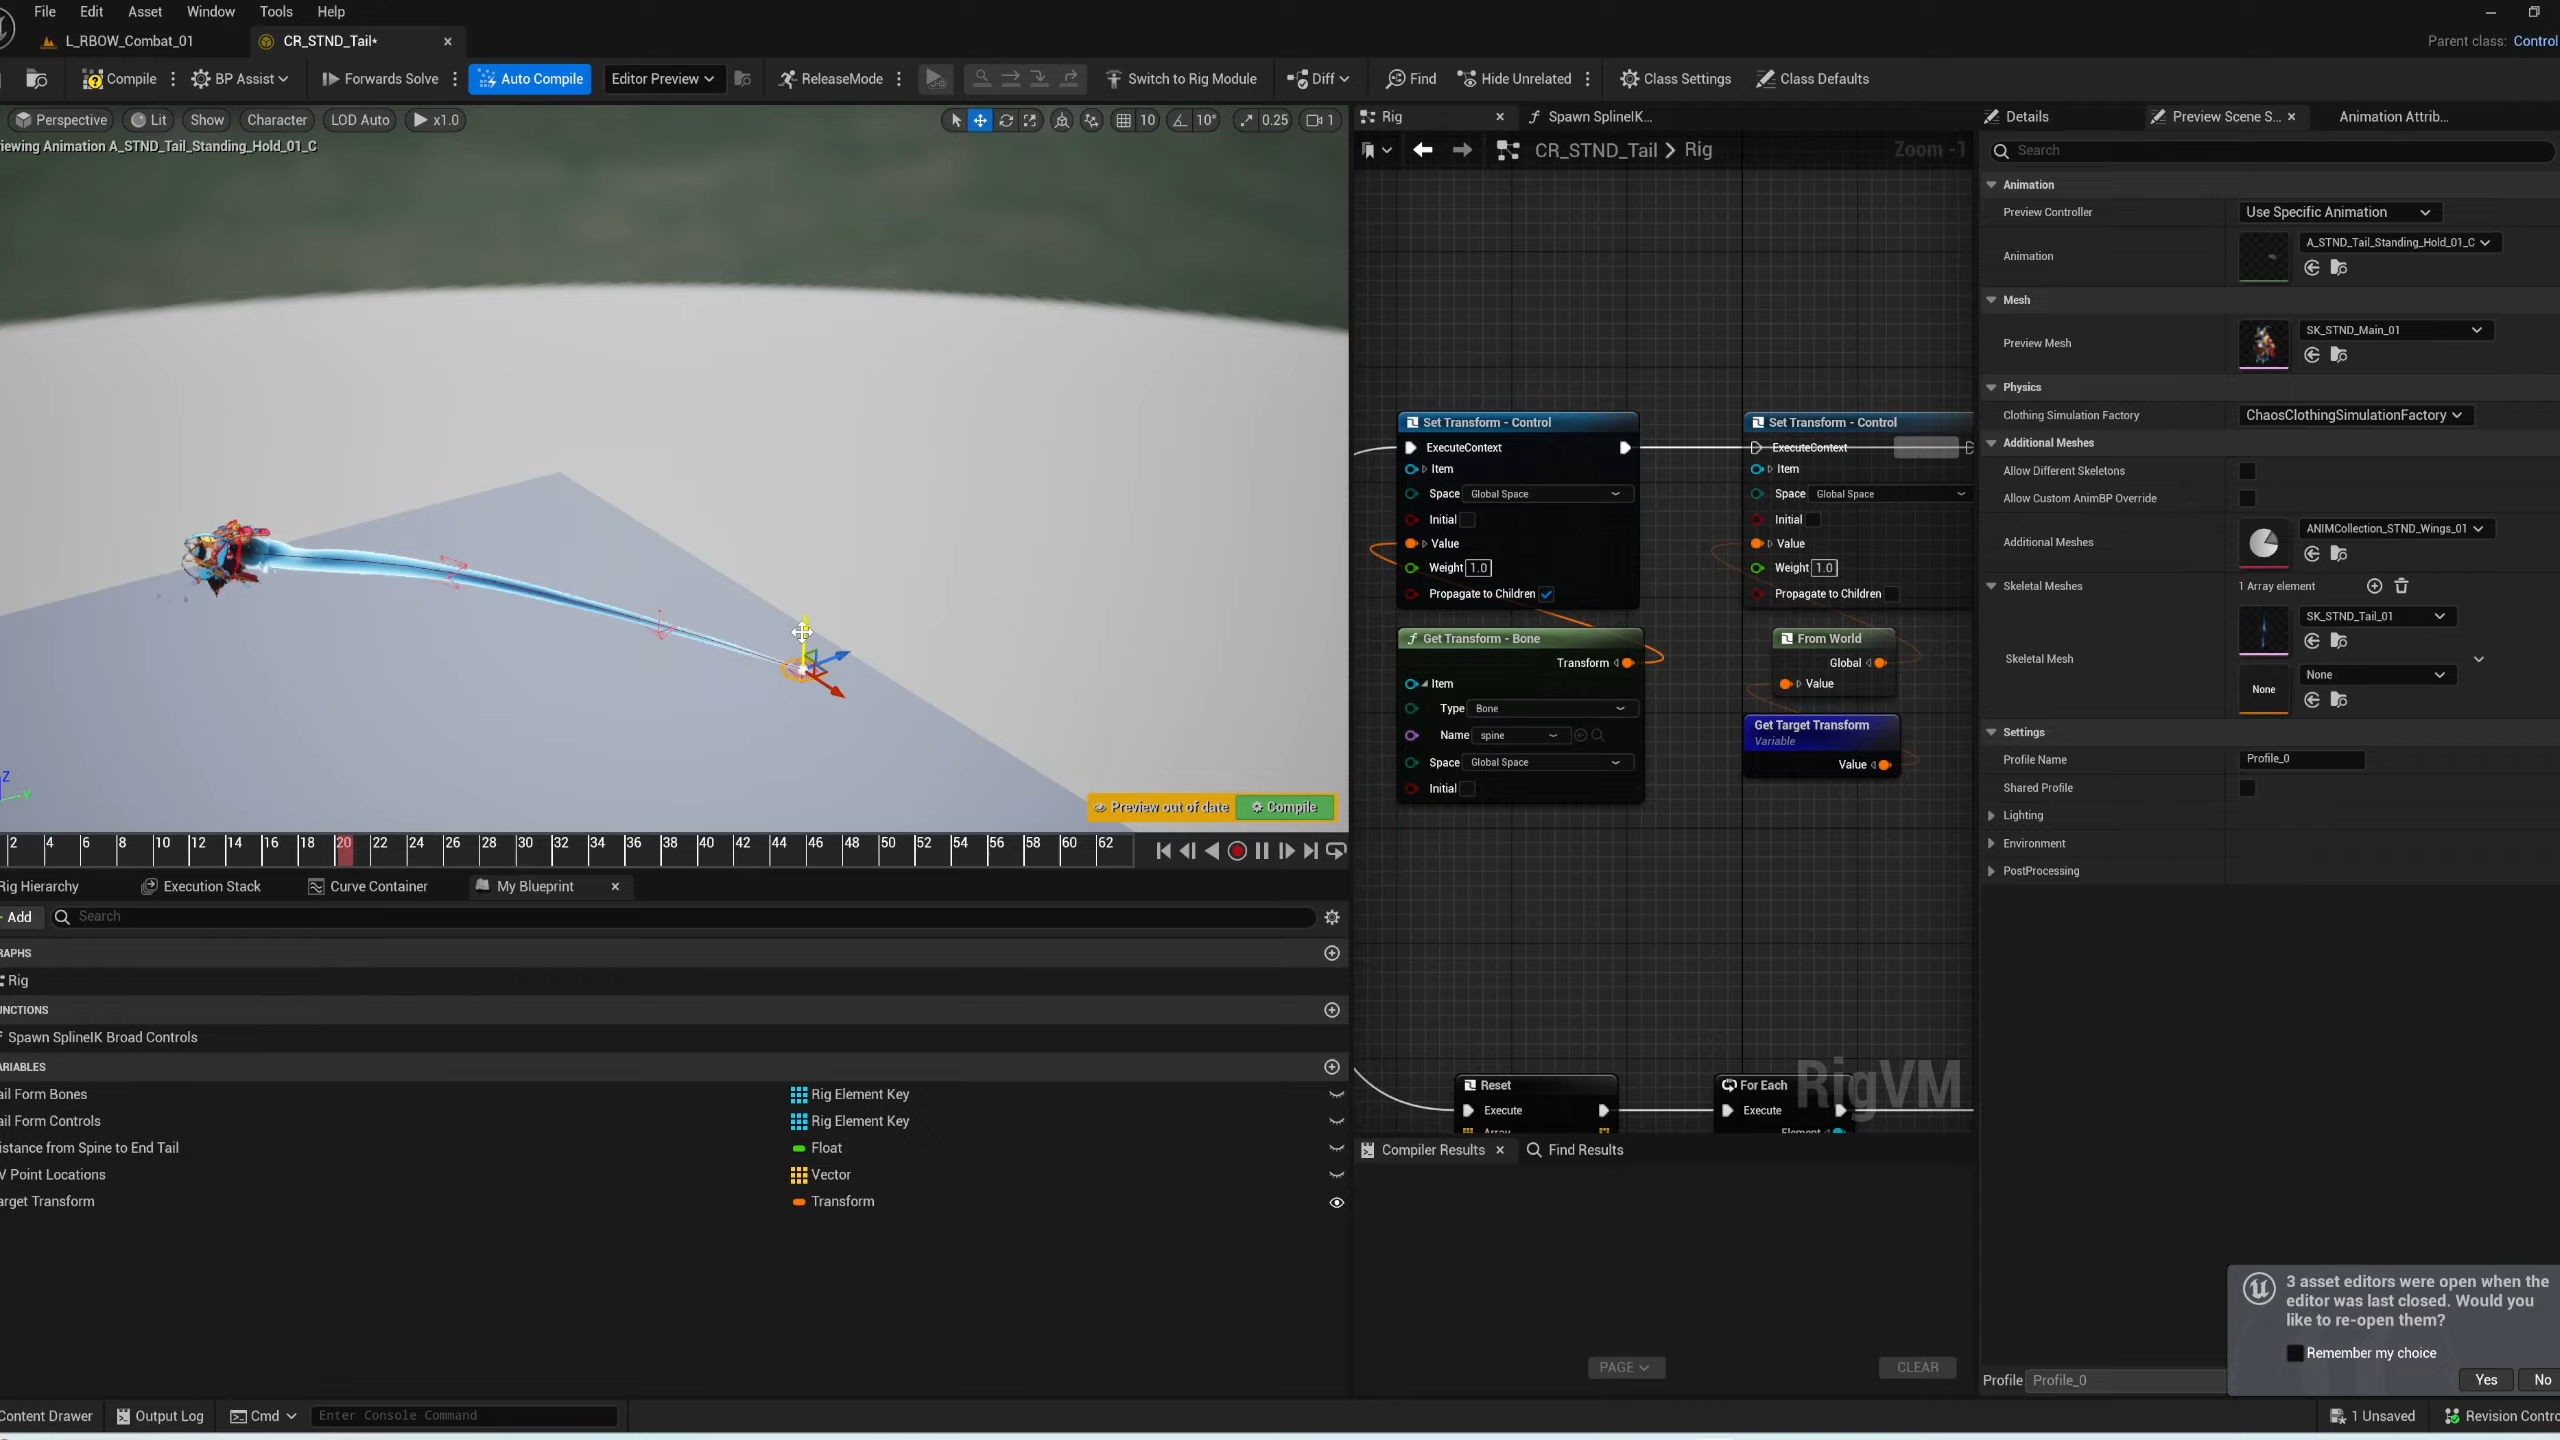 File Edit Asset Window Tools Help
L_RBOW_Combat_01 CR_STND_Tail* Parent class: Control
Compile BP Assist Forwards Solve Auto Compile Editor Preview ReleaseMode Switch to Rig Module Diff Find Hide Unrelated Class Settings Class Defaults
Perspective Lit Show Character LOD Auto x1.0 10 10° 0.25 1
iewing Animation A_STND_Tail_Standing_Hold_01_C
Z
Y
Preview out of date Compile
2 4 6 8 10 12 14 16 18 20 22 24 26 28 30 32 34 36 38 40 42 44 46 48 50 52 54 56 58 60 62
Rig Hierarchy Execution Stack Curve Container My Blueprint
Add Search
RAPHS
Rig
UNCTIONS
Spawn SplineIK Broad Controls
ARIABLES
ail Form Bones Rig Element Key
ail Form Controls Rig Element Key
istance from Spine to End Tail Float
V Point Locations Vector
arget Transform Transform
Rig Spawn SplineIK...
CR_STND_Tail > Rig Zoom -1
Set Transform - Control
ExecuteContext
Item
Space Global Space
Initial
Value
Weight 1.0
Propagate to Children
Get Transform - Bone
Transform
Item
Type Bone
Name spine
Space Global Space
Initial
Set Transform - Control
ExecuteContext
Item
Space Global Space
Initial
Value
Weight 1.0
Propagate to Children
From World
Global
Value
Get Target Transform
Variable
Value
Reset
Execute
Array
For Each
Execute
Element
RigVM
Compiler Results Find Results
PAGE CLEAR
Details Preview Scene S... Animation Attrib...
Search
Animation
Preview Controller Use Specific Animation
Animation A_STND_Tail_Standing_Hold_01_C
Mesh
Preview Mesh SK_STND_Main_01
Physics
Clothing Simulation Factory ChaosClothingSimulationFactory
Additional Meshes
Allow Different Skeletons
Allow Custom AnimBP Override
Additional Meshes ANIMCollection_STND_Wings_01
Skeletal Meshes 1 Array element
Skeletal Mesh SK_STND_Tail_01
None None
Settings
Profile Name Profile_0
Shared Profile
Lighting
Environment
PostProcessing
3 asset editors were open when the
editor was last closed. Would you
like to re-open them?
Remember my choice
Yes No
Profile Profile_0
Content Drawer Output Log Cmd Enter Console Command 1 Unsaved Revision Contro